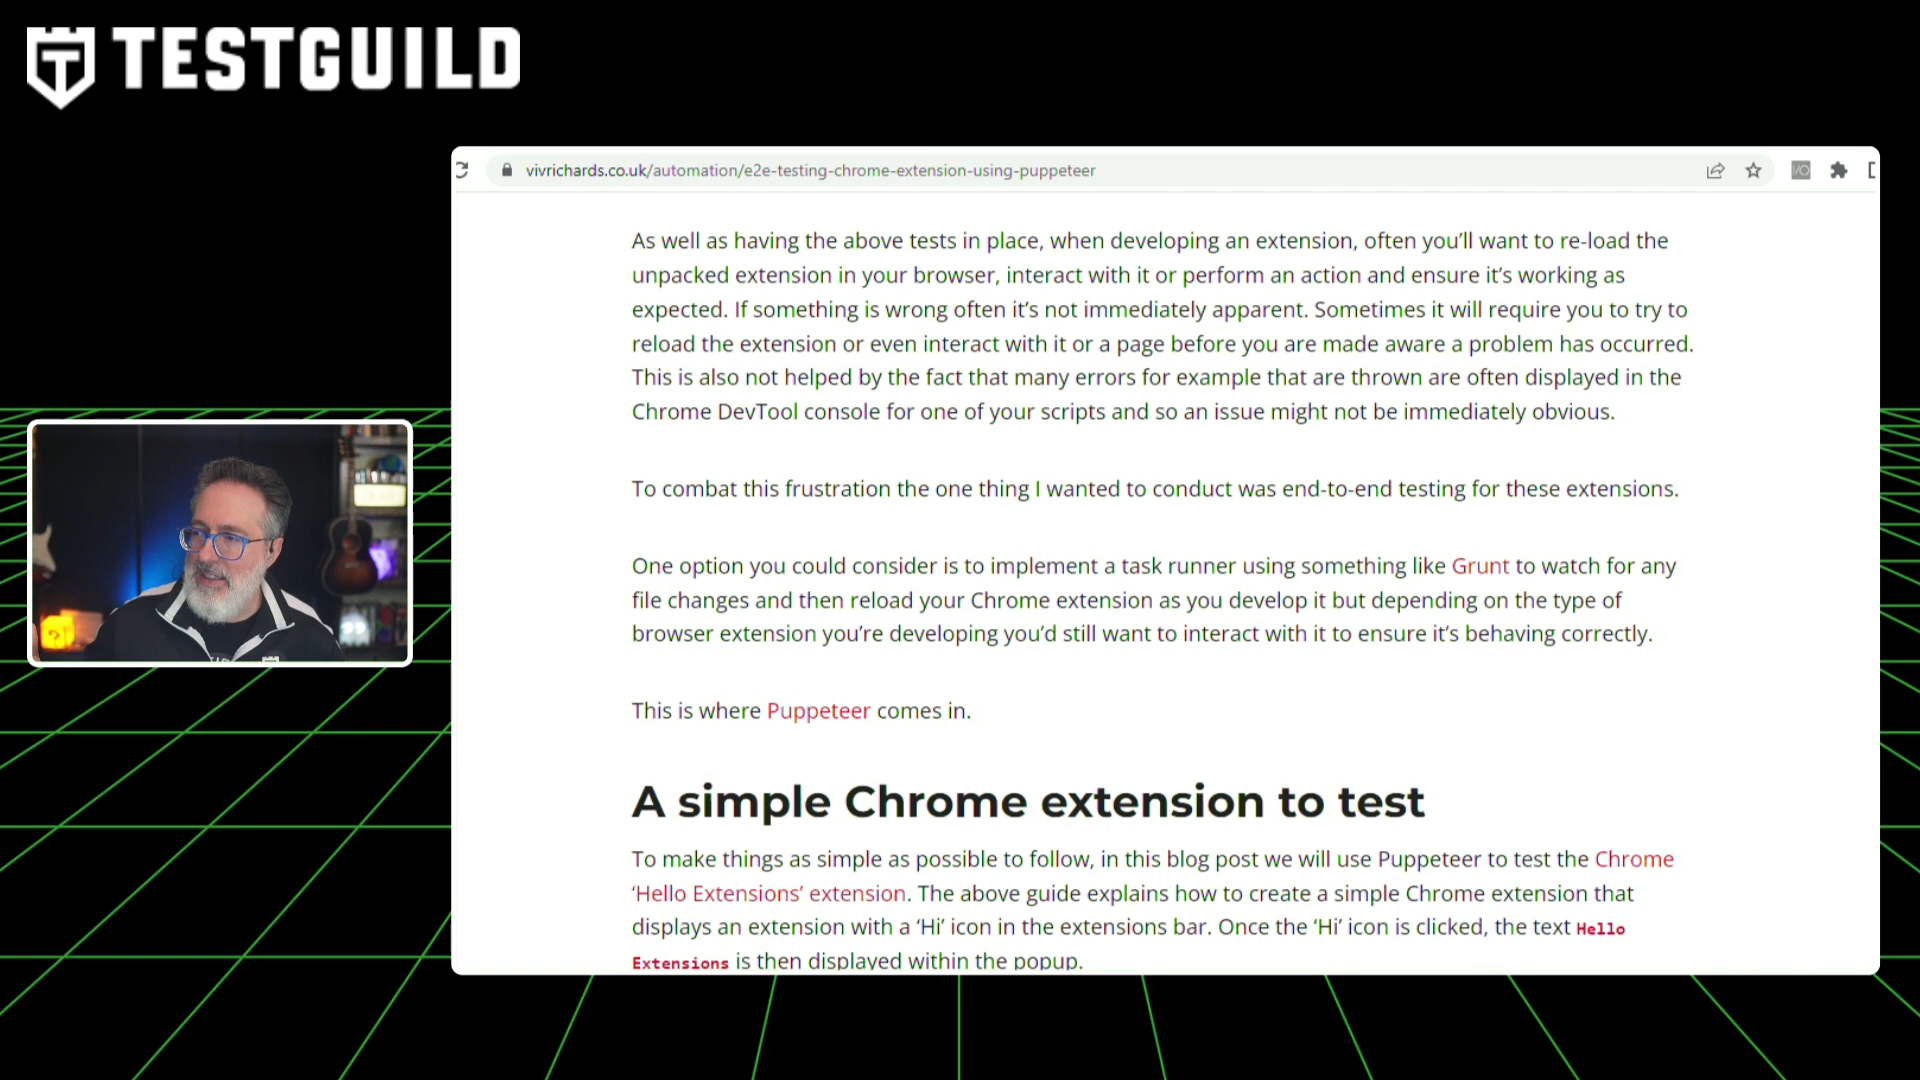 TESTGUILD
vivrichards.co.uk/automation/e2e-testing-chrome-extension-using-puppeteer
As well as having the above tests in place, when developing an extension, often you’ll want to re-load the
unpacked extension in your browser, interact with it or perform an action and ensure it’s working as
expected. If something is wrong often it’s not immediately apparent. Sometimes it will require you to try to
reload the extension or even interact with it or a page before you are made aware a problem has occurred.
This is also not helped by the fact that many errors for example that are thrown are often displayed in the
Chrome DevTool console for one of your scripts and so an issue might not be immediately obvious.
To combat this frustration the one thing I wanted to conduct was end-to-end testing for these extensions.
One option you could consider is to implement a task runner using something like Grunt to watch for any
file changes and then reload your Chrome extension as you develop it but depending on the type of
browser extension you’re developing you’d still want to interact with it to ensure it’s behaving correctly.
This is where Puppeteer comes in.
A simple Chrome extension to test
To make things as simple as possible to follow, in this blog post we will use Puppeteer to test the Chrome
‘Hello Extensions’ extension. The above guide explains how to create a simple Chrome extension that
displays an extension with a ‘Hi’ icon in the extensions bar. Once the ‘Hi’ icon is clicked, the text Hello
Extensions is then displayed within the popup.